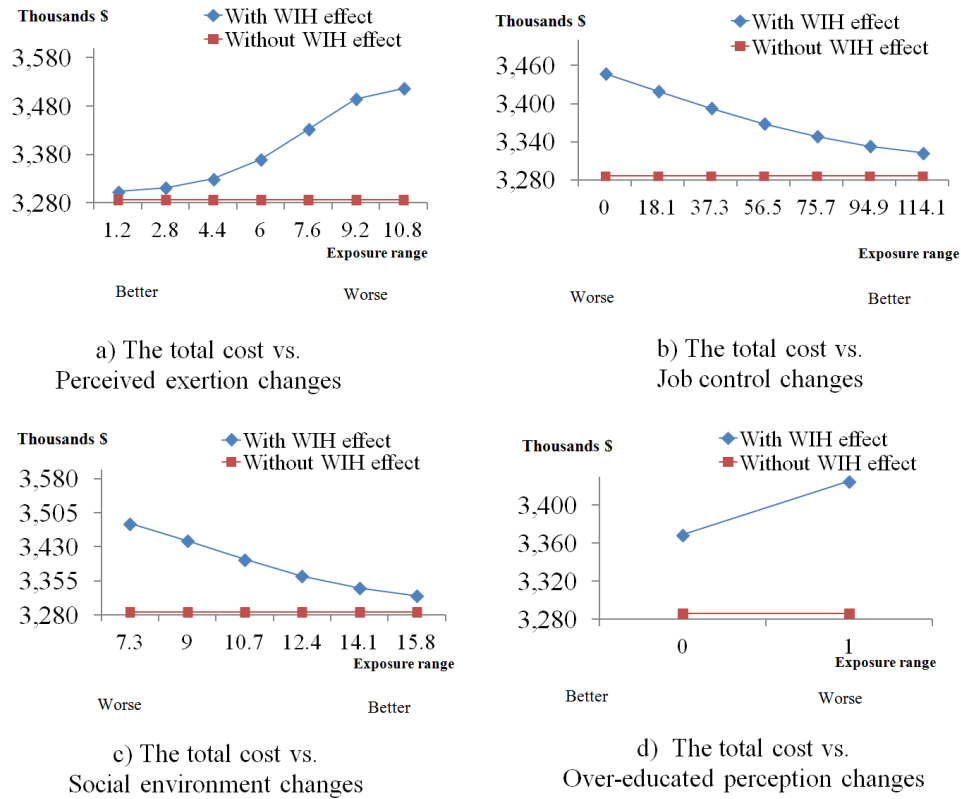 Thousands $
With WIH effect
Without WIH effect
3,580
3,480
3,380
3,280
1.2 2.8 4.4 6 7.6 9.2 10.8
Exposure range
Better Worse
a) The total cost vs.
Perceived exertion changes
Thousands $
With WIH effect
Without WIH effect
3,460
3,400
3,340
3,280
0 18.1 37.3 56.5 75.7 94.9 114.1
Exposure range
Worse Better
b) The total cost vs.
Job control changes
Thousands $
With WIH effect
Without WIH effect
3,580
3,505
3,430
3,355
3,280
7.3 9 10.7 12.4 14.1 15.8
Exposure range
Worse Better
c) The total cost vs.
Social environment changes
Thousands $
With WIH effect
Without WIH effect
3,400
3,360
3,320
3,280
0 1
Exposure range
Better Worse
d) The total cost vs.
Over-educated perception changes